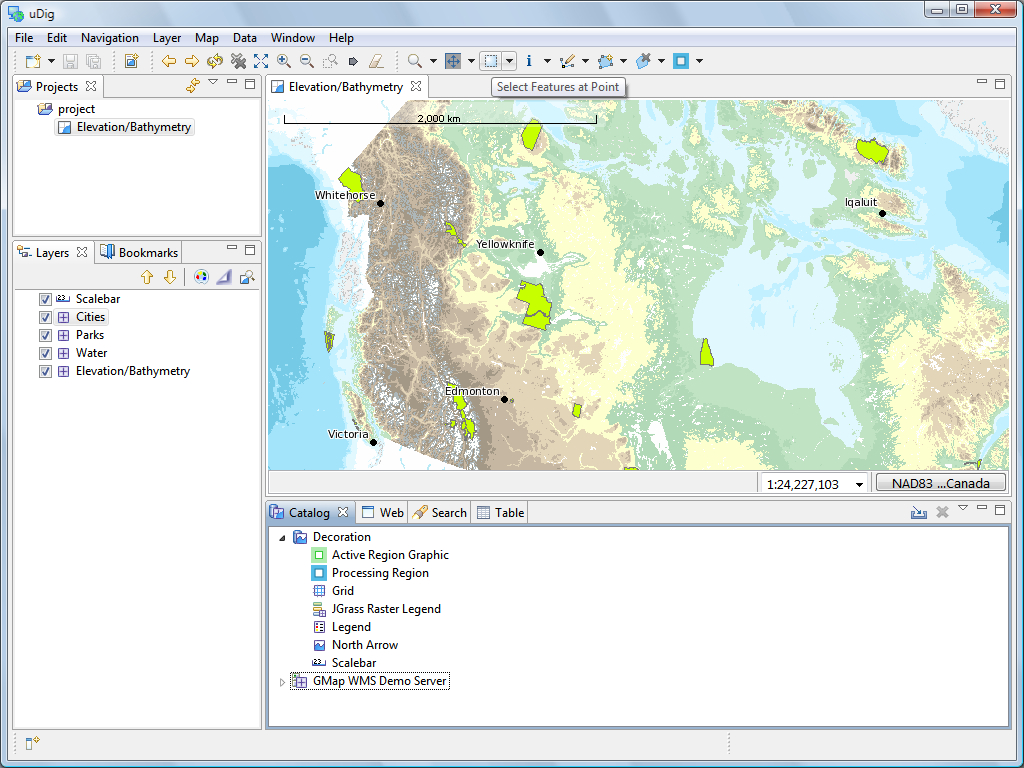 uDig
File Edit Navigation Layer Map Data Window Help
Projects
Elevation/Bathymetry
Select Features at Point
project
Elevation/Bathymetry
2,000 km
Whitehorse
Iqaluit
Yellowknife
Edmonton
Victoria
Layers
Bookmarks
Scalebar
Cities
Parks
Water
Elevation/Bathymetry
1:24,227,103
NAD83 ...Canada
Catalog
Web
Search
Table
Decoration
Active Region Graphic
Processing Region
Grid
JGrass Raster Legend
Legend
North Arrow
Scalebar
GMap WMS Demo Server